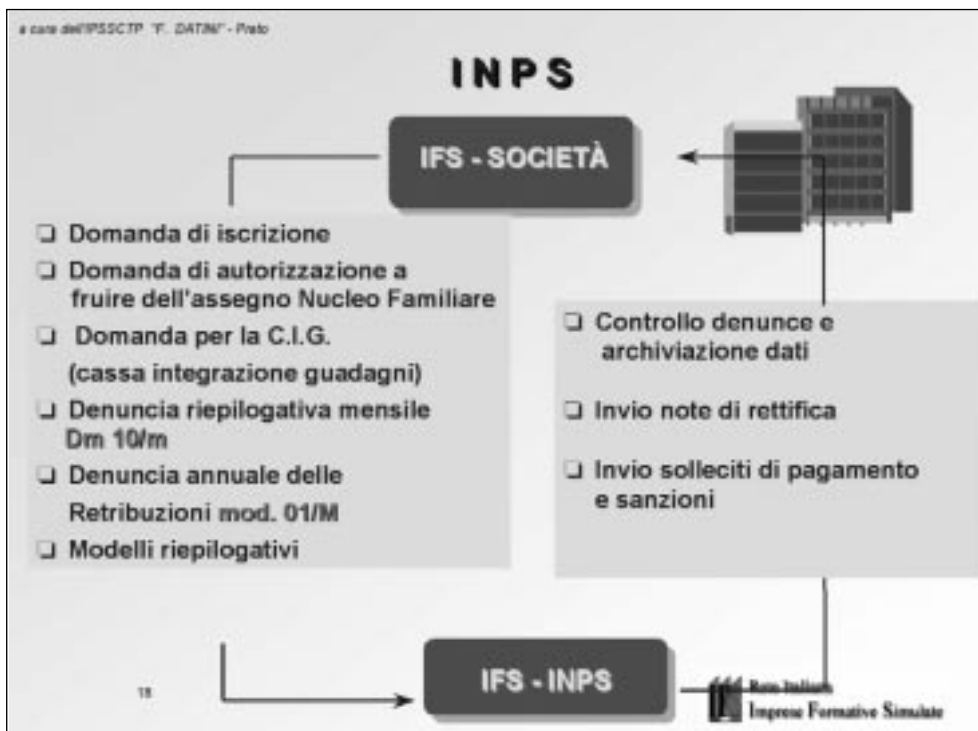 a cura dell'IPSSCTP "F. DATINI" - Prato
INPS
IFS - SOCIETÀ
❑ Domanda di iscrizione
❑ Domanda di autorizzazione a
fruire dell'assegno Nucleo Familiare
❑ Domanda per la C.I.G.
(cassa integrazione guadagni)
❑ Denuncia riepilogativa mensile
Dm 10/m
❑ Denuncia annuale delle
Retribuzioni mod. 01/M
❑ Modelli riepilogativi
❑ Controllo denunce e
archiviazione dati
❑ Invio note di rettifica
❑ Invio solleciti di pagamento
e sanzioni
IFS - INPS
18
Rete Italiana
Imprese Formative Simulate